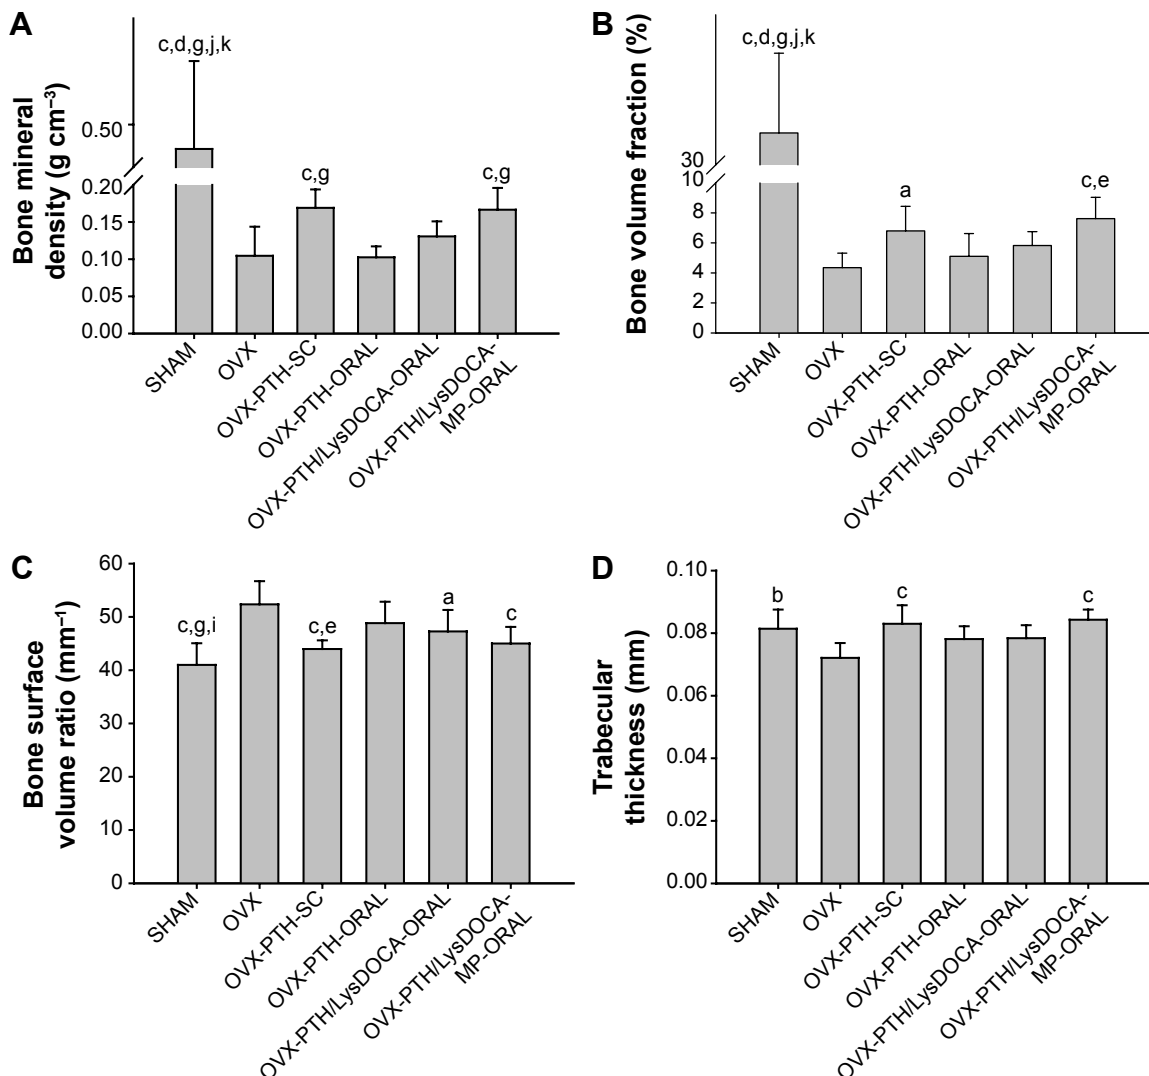 A
Bone mineral
density (g cm⁻³)
0.50
0.20
0.15
0.10
0.05
0.00
c,d,g,j,k
c,g
c,g
SHAM
OVX
OVX-PTH-SC
OVX-PTH-ORAL
OVX-PTH/LysDOCA-ORAL
OVX-PTH/LysDOCA-
MP-ORAL
B
Bone volume fraction (%)
30
10
8
6
4
2
0
c,d,g,j,k
a
c,e
SHAM
OVX
OVX-PTH-SC
OVX-PTH-ORAL
OVX-PTH/LysDOCA-ORAL
OVX-PTH/LysDOCA-
MP-ORAL
C
Bone surface
volume ratio (mm⁻¹)
60
50
40
30
20
10
0
c,g,i
c,e
a
c
SHAM
OVX
OVX-PTH-SC
OVX-PTH-ORAL
OVX-PTH/LysDOCA-ORAL
OVX-PTH/LysDOCA-
MP-ORAL
D
Trabecular
thickness (mm)
0.10
0.08
0.06
0.04
0.02
0.00
b
c
c
SHAM
OVX
OVX-PTH-SC
OVX-PTH-ORAL
OVX-PTH/LysDOCA-ORAL
OVX-PTH/LysDOCA-
MP-ORAL